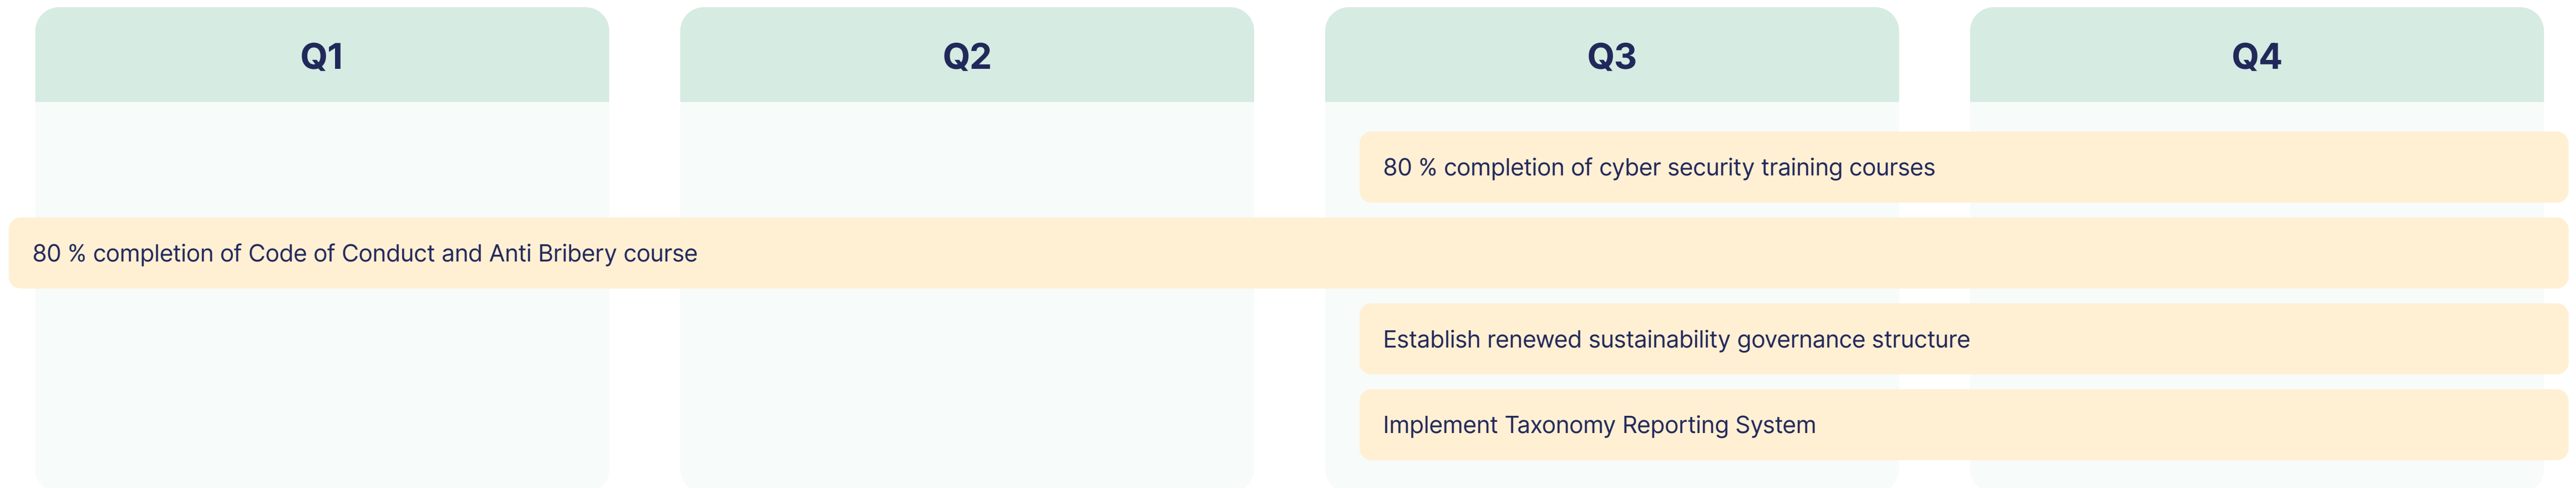 Q1
Q2
Q3
Q4
80 % completion of cyber security training courses
80 % completion of Code of Conduct and Anti Bribery course
Establish renewed sustainability governance structure
Implement Taxonomy Reporting System